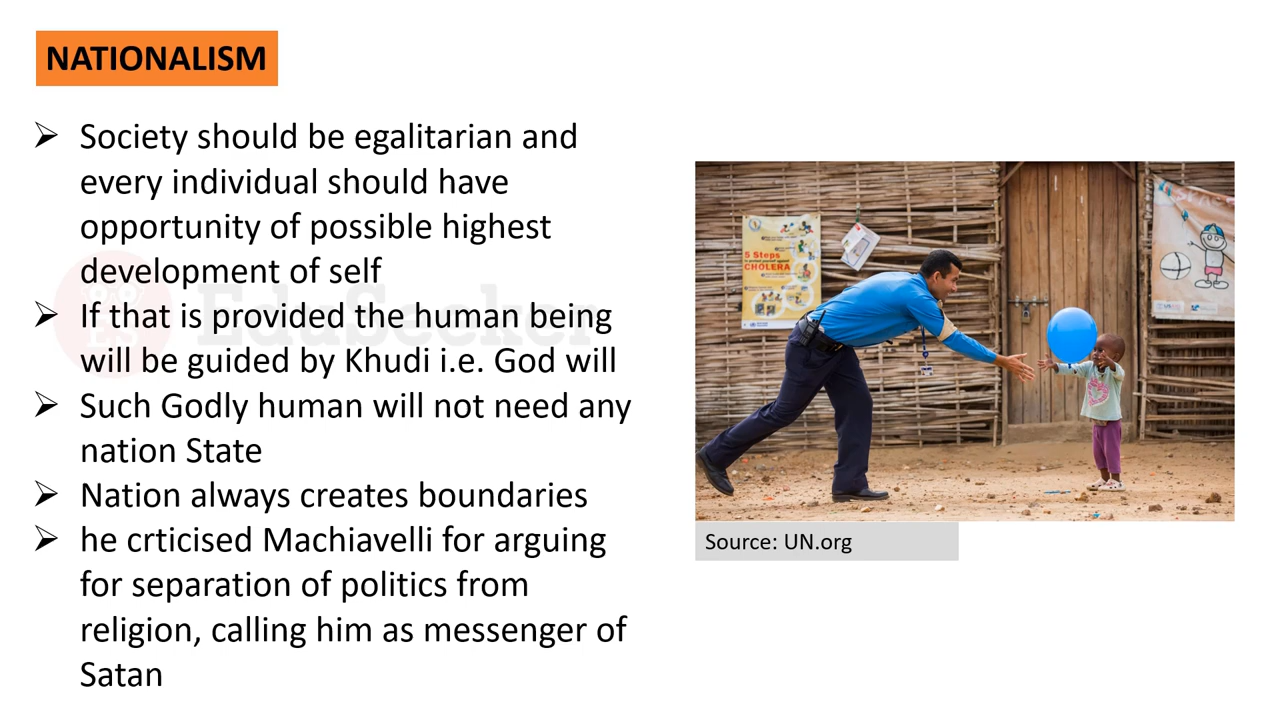 NATIONALISM
➢ Society should be egalitarian and
every individual should have
opportunity of possible highest
development of self
➢ If that is provided the human being
will be guided by Khudi i.e. God will
➢ Such Godly human will not need any
nation State
➢ Nation always creates boundaries
➢ he crticised Machiavelli for arguing
for separation of politics from
religion, calling him as messenger of
Satan
EduSeeker
5 Steps
CHOLERA
Source: UN.org